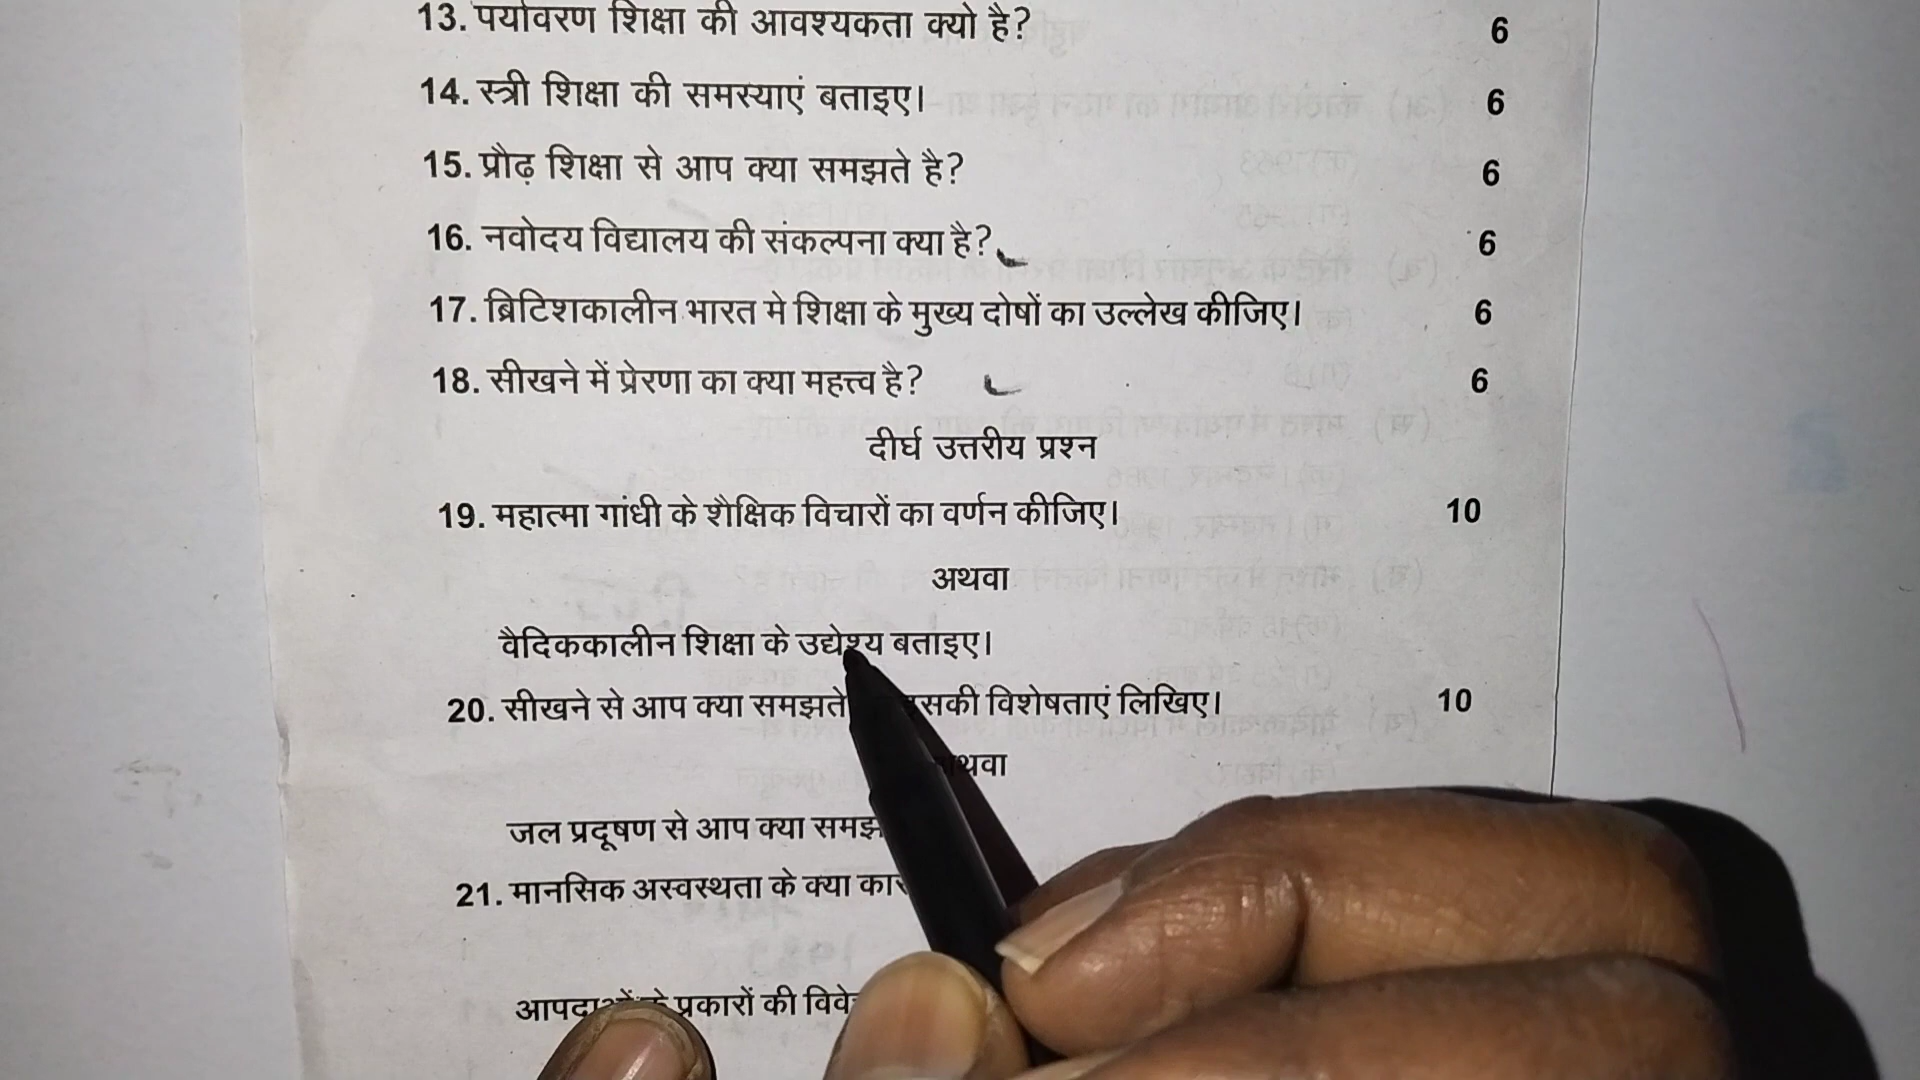 13. पर्यावरण शिक्षा की आवश्यकता क्यो है? 6
14. स्त्री शिक्षा की समस्याएं बताइए। 6
15. प्रौढ़ शिक्षा से आप क्या समझते है? 6
16. नवोदय विद्यालय की संकल्पना क्या है? 6
17. ब्रिटिशकालीन भारत मे शिक्षा के मुख्य दोषों का उल्लेख कीजिए। 6
18. सीखने में प्रेरणा का क्या महत्त्व है? 6
दीर्घ उत्तरीय प्रश्न
19. महात्मा गांधी के शैक्षिक विचारों का वर्णन कीजिए। 10
अथवा
वैदिककालीन शिक्षा के उद्येश्य बताइए।
20. सीखने से आप क्या समझते विशेषताएं लिखिए। 10
अथवा
जल प्रदूषण से आप क्या
21. मानसिक अस्वस्थता के क्या
प्रकारों की